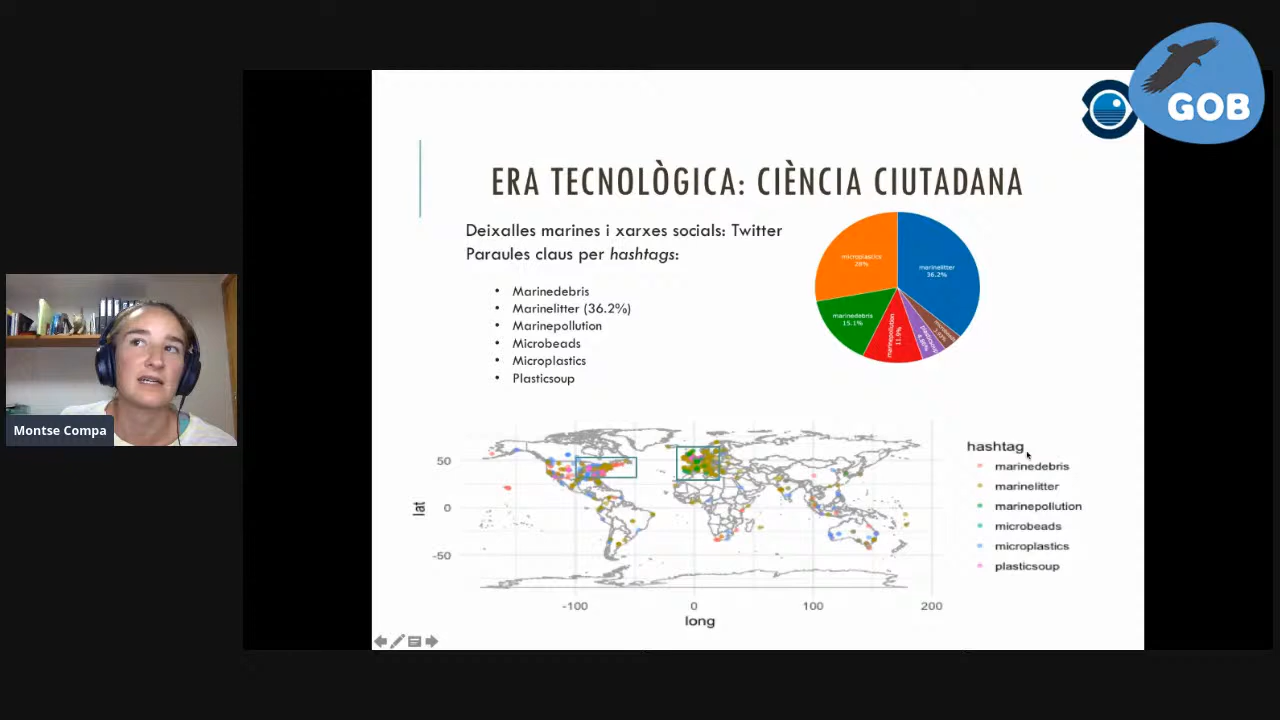 GOB
ERA TECNOLÒGICA: CIÈNCIA CIUTADANA
Deixalles marines i xarxes socials: Twitter
Paraules claus per hashtags:
• Marinedebris
• Marinelitter (36.2%)
• Marinepollution
• Microbeads
• Microplastics
• Plasticsoup
microplastics
marinelitter
36.2%
marinedebris
15.1%
marinepollution
11.9%
plasticsoup
Montse Compa
hashtag
marinedebris
marinelitter
marinepollution
microbeads
microplastics
plasticsoup
lat
50
0
-50
-100
0
100
200
long